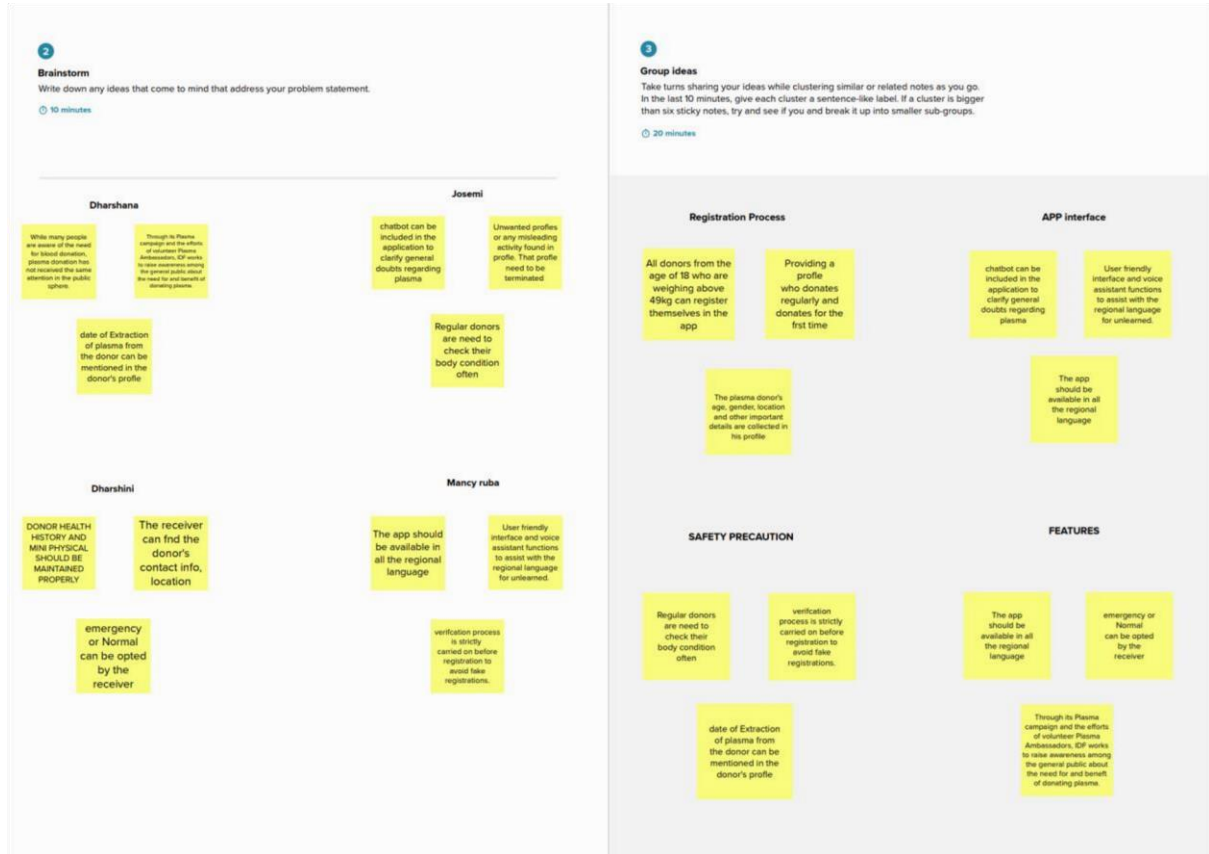 2
Brainstorm
Write down any ideas that come to mind that address your problem statement.
10 minutes
Dharshana
While many people
are aware of the need
for blood donation,
plasma donation has
not received the same
attention in the public
sphere.
Through its Plasma
campaign and the efforts
of volunteer Plasma
Ambassadors, IDF works
to raise awareness among
the general public about
the need for and benefit of
donating plasma.
date of Extraction
of plasma from
the donor can be
mentioned in the
donor's profle
Josemi
chatbot can be
included in the
application to
clarify general
doubts regarding
plasma
Unwanted profles
or any misleading
activity found in
profle. That profle
need to be
terminated
Regular donors
are need to
check their
body condition
often
Dharshini
DONOR HEALTH
HISTORY AND
MINI PHYSICAL
SHOULD BE
MAINTAINED
PROPERLY
The receiver
can fnd the
donor's
contact info,
location
emergency
or Normal
can be opted
by the
receiver
Mancy ruba
The app should
be available in
all the regional
language
User friendly
interface and voice
assistant functions
to assist with the
regional language
for unlearned.
verifcation process
is strictly
carried on before
registration to
avoid fake
registrations.
3
Group ideas
Take turns sharing your ideas while clustering similar or related notes as you go.
In the last 10 minutes, give each cluster a sentence-like label. If a cluster is bigger
than six sticky notes, try and see if you and break it up into smaller sub-groups.
20 minutes
Registration Process
All donors from the
age of 18 who are
weighing above
49kg can register
themselves in the
app
Providing a
profle
who donates
regularly and
donates for the
frst time
The plasma donor's
age, gender, location
and other important
details are collected in
his profile
APP interface
chatbot can be
included in the
application to
clarify general
doubts regarding
plasma
User friendly
interface and voice
assistant functions
to assist with the
regional language
for unlearned.
The app
should be
available in all
the regional
language
SAFETY PRECAUTION
Regular donors
are need to
check their
body condition
often
verifcation
process is strictly
carried on before
registration to
avoid fake
registrations.
date of Extraction
of plasma from
the donor can be
mentioned in the
donor's profle
FEATURES
The app
should be
available in all
the regional
language
emergency or
Normal
can be opted
by the
receiver
Through its Plasma
campaign and the efforts
of volunteer Plasma
Ambassadors, IDF works
to raise awareness among
the general public about
the need for and beneft
of donating plasma.